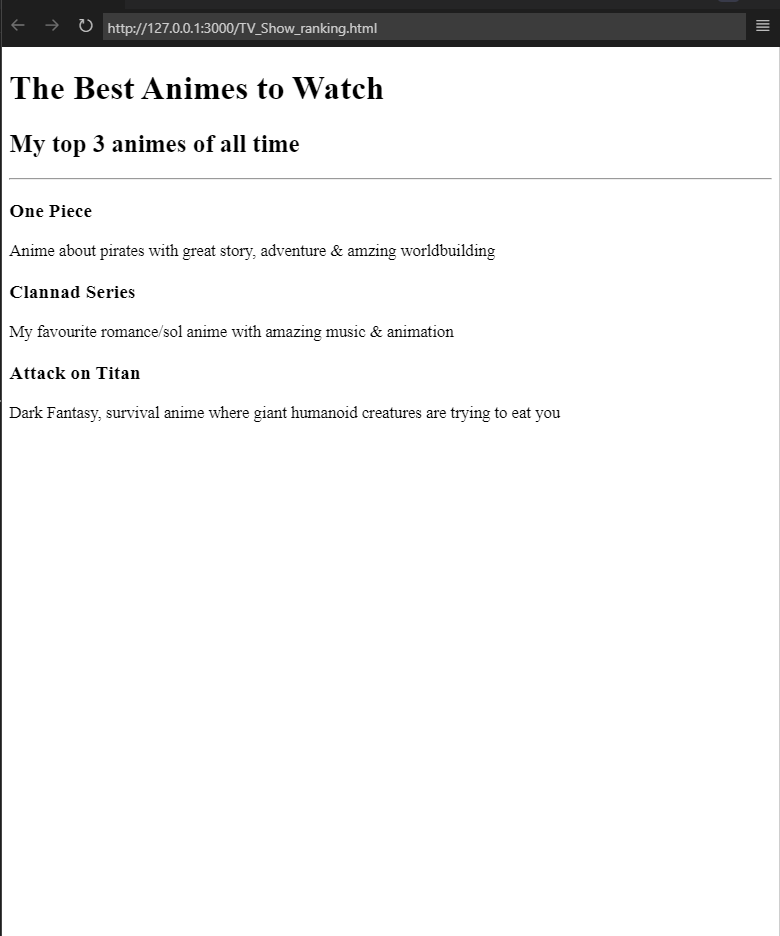 http://127.0.0.1:3000/TV_Show_ranking.html
The Best Animes to Watch
My top 3 animes of all time
One Piece
Anime about pirates with great story, adventure & amzing worldbuilding
Clannad Series
My favourite romance/sol anime with amazing music & animation
Attack on Titan
Dark Fantasy, survival anime where giant humanoid creatures are trying to eat you